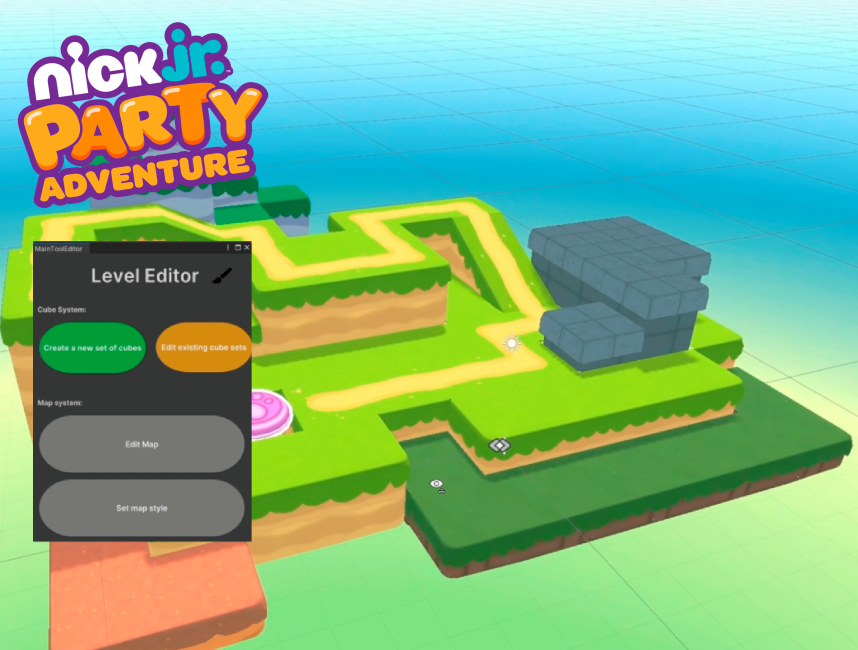 nick jr.
PARTY
ADVENTURE
MainToolEditor
Level Editor
Cube System:
Create a new set of cubes
Edit existing cube sets
Map system:
Edit Map
Set map style